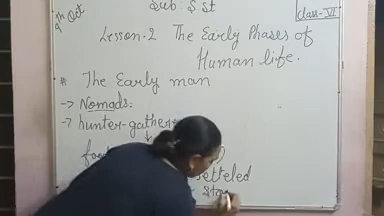 9th Oct
Sub S St
Class-VI
Lesson-2 The Early Phases of
Human life.
# The Early man
-> Nomads.
-> hunter-gather
setteled